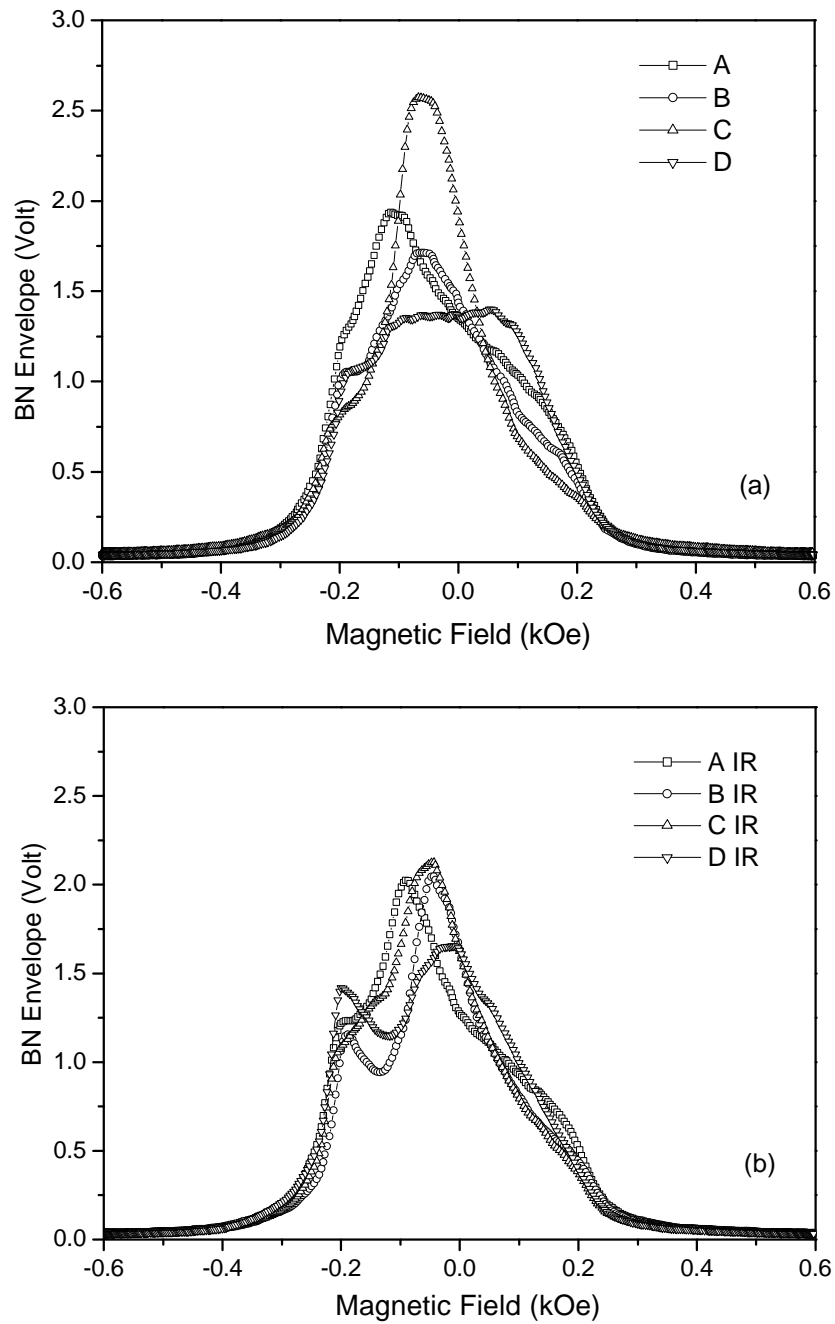 3.0
2.5
2.0
1.5
1.0
0.5
0.0
BN Envelope (Volt)
A
B
C
D
(a)
-0.6 -0.4 -0.2 0.0 0.2 0.4 0.6
Magnetic Field (kOe)
3.0
2.5
2.0
1.5
1.0
0.5
0.0
BN Envelope (Volt)
A IR
B IR
C IR
D IR
(b)
-0.6 -0.4 -0.2 0.0 0.2 0.4 0.6
Magnetic Field (kOe)